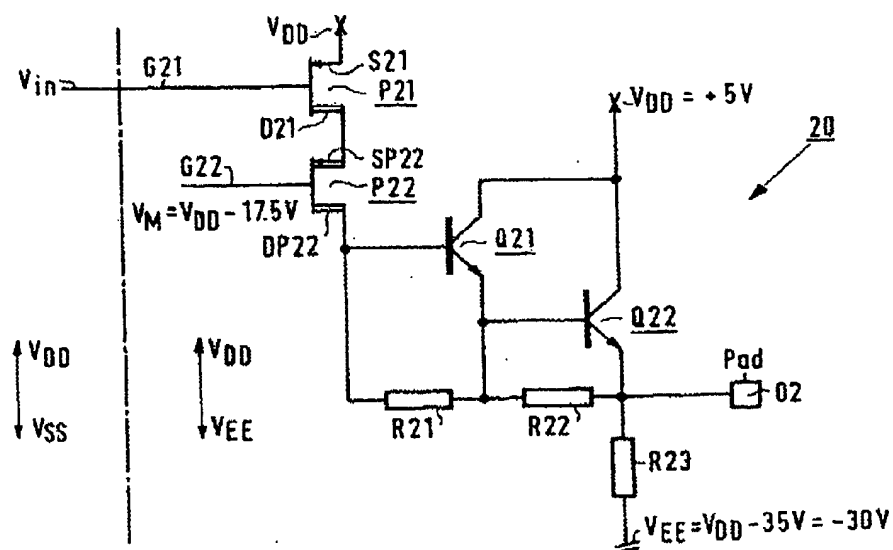 VDD
S21
G21
Vin
P21
D21
VDD = +5V
20
SP22
G22
P22
VM=VDD-17.5V
DP22
Q21
Q22
VDD
VDD
Pad
02
VSS
VEE
R21
R22
R23
VEE=VDD-35V=-30V